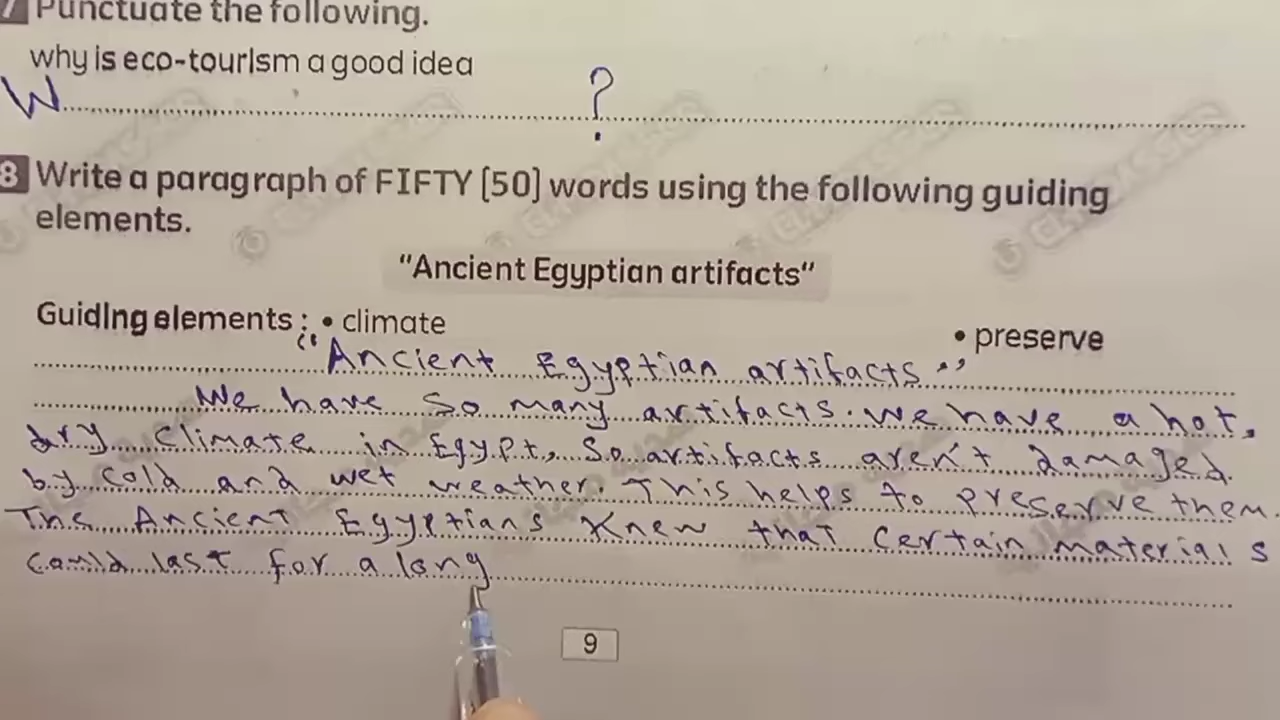 7 Punctuate the following.
why is eco-tourism a good idea
W ?
8 Write a paragraph of FIFTY [50] words using the following guiding
elements.
"Ancient Egyptian artifacts"
Guiding elements : • climate • preserve
"Ancient Egyptian artifacts"
We have so many artifacts. We have a hot,
dry climate in Egypt, so artifacts aren't damaged
by cold and wet weather. This helps to preserve them.
The Ancient Egyptians knew that certain materials
could last for a long
9